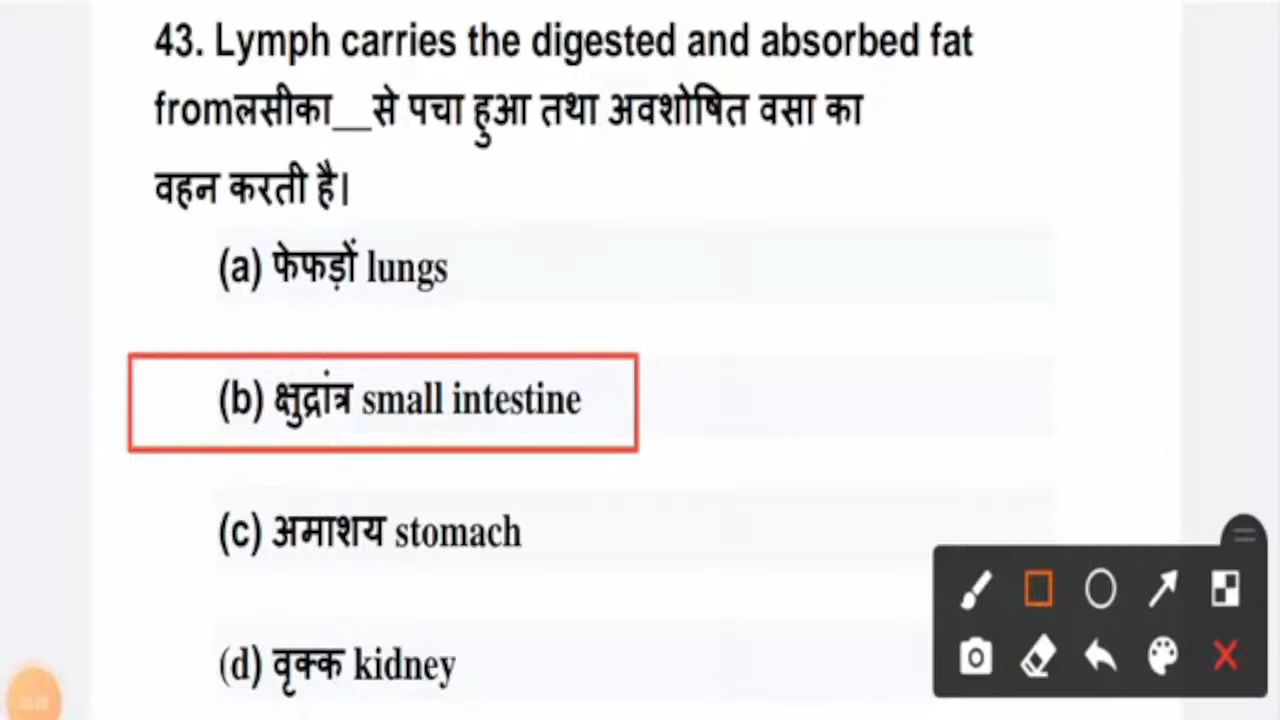 43. Lymph carries the digested and absorbed fat
fromलसीका__से पचा हुआ तथा अवशोषित वसा का
वहन करती है।
(a) फेफड़ों lungs
(b) क्षुद्रांत्र small intestine
(c) अमाशय stomach
(d) वृक्क kidney